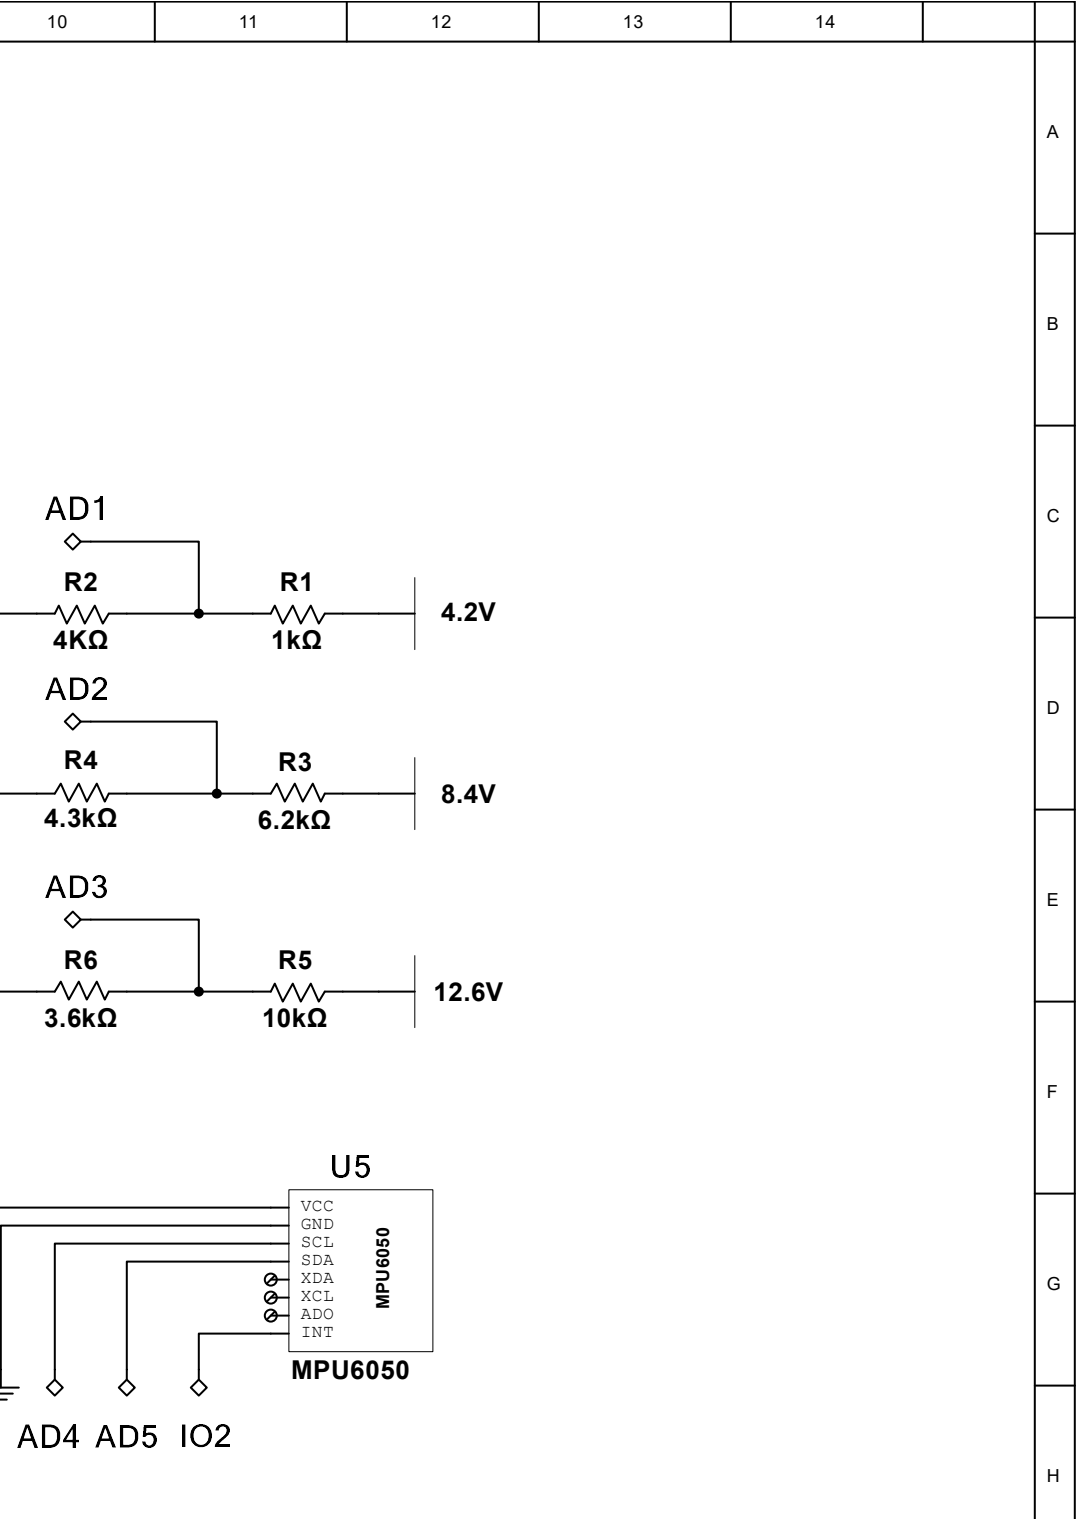 10 11 12 13 14
A
B
C
AD1
R2 R1
4.2V
4KΩ 1kΩ
AD2
D
R4 R3
8.4V
4.3kΩ 6.2kΩ
AD3
E
R6 R5
12.6V
3.6kΩ 10kΩ
F
U5
VCC
GND
SCL
SDA
XDA
XCL
ADO
INT
MPU6050
G
MPU6050
AD4 AD5 IO2
H